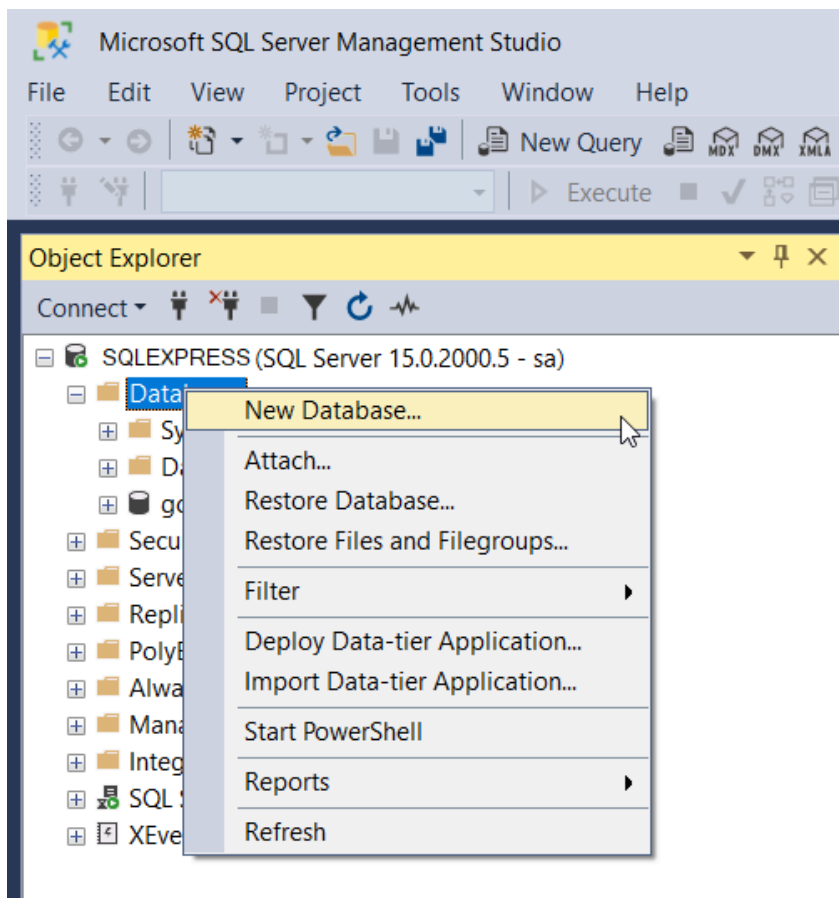 Microsoft SQL Server Management Studio
File Edit View Project Tools Window Help
New Query MDX DMX XMLA
Execute
Object Explorer
Connect
SQLEXPRESS (SQL Server 15.0.2000.5 - sa)
New Database...
Attach...
Restore Database...
Restore Files and Filegroups...
Filter
Deploy Data-tier Application...
Import Data-tier Application...
Start PowerShell
SQL
Reports
Refresh